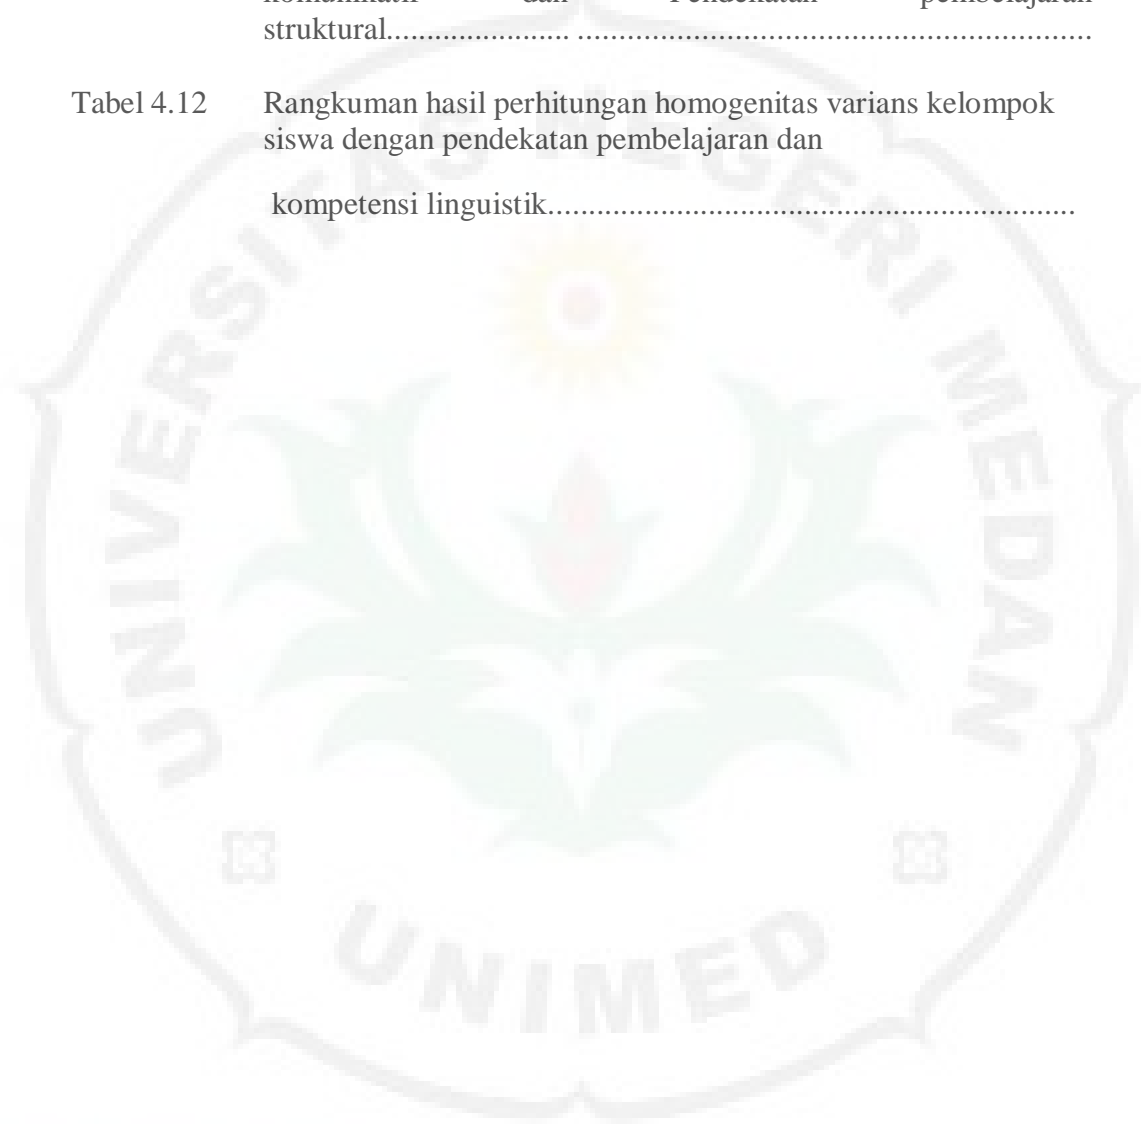 komunikatif dan Pendekatan pembelajaran
struktural...................... ..............................................................
Tabel 4.12 Rangkuman hasil perhitungan homogenitas varians kelompok
siswa dengan pendekatan pembelajaran dan
kompetensi linguistik...............................................................
UNIVERSITAS NEGERI MEDAN
UNIMED